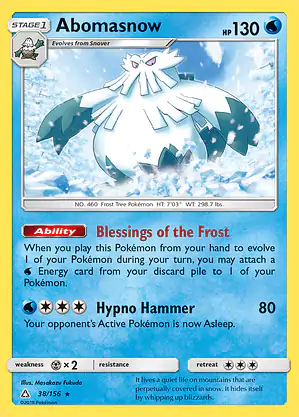 STAGE 1
Abomasnow
HP 130
Evolves from Snover
NO. 460 Frost Tree Pokémon HT: 7'03" WT: 298.7 lbs.
Ability Blessings of the Frost
When you play this Pokémon from your hand to evolve
1 of your Pokémon during your turn, you may attach a
Energy card from your discard pile to 1 of your
Pokémon.
Hypno Hammer 80
Your opponent's Active Pokémon is now Asleep.
weakness ×2 resistance retreat
Illus. Masakazu Fukuda
38/156 ★
©2018 Pokémon
It lives a quiet life on mountains that are
perpetually covered in snow. It hides itself
by whipping up blizzards.